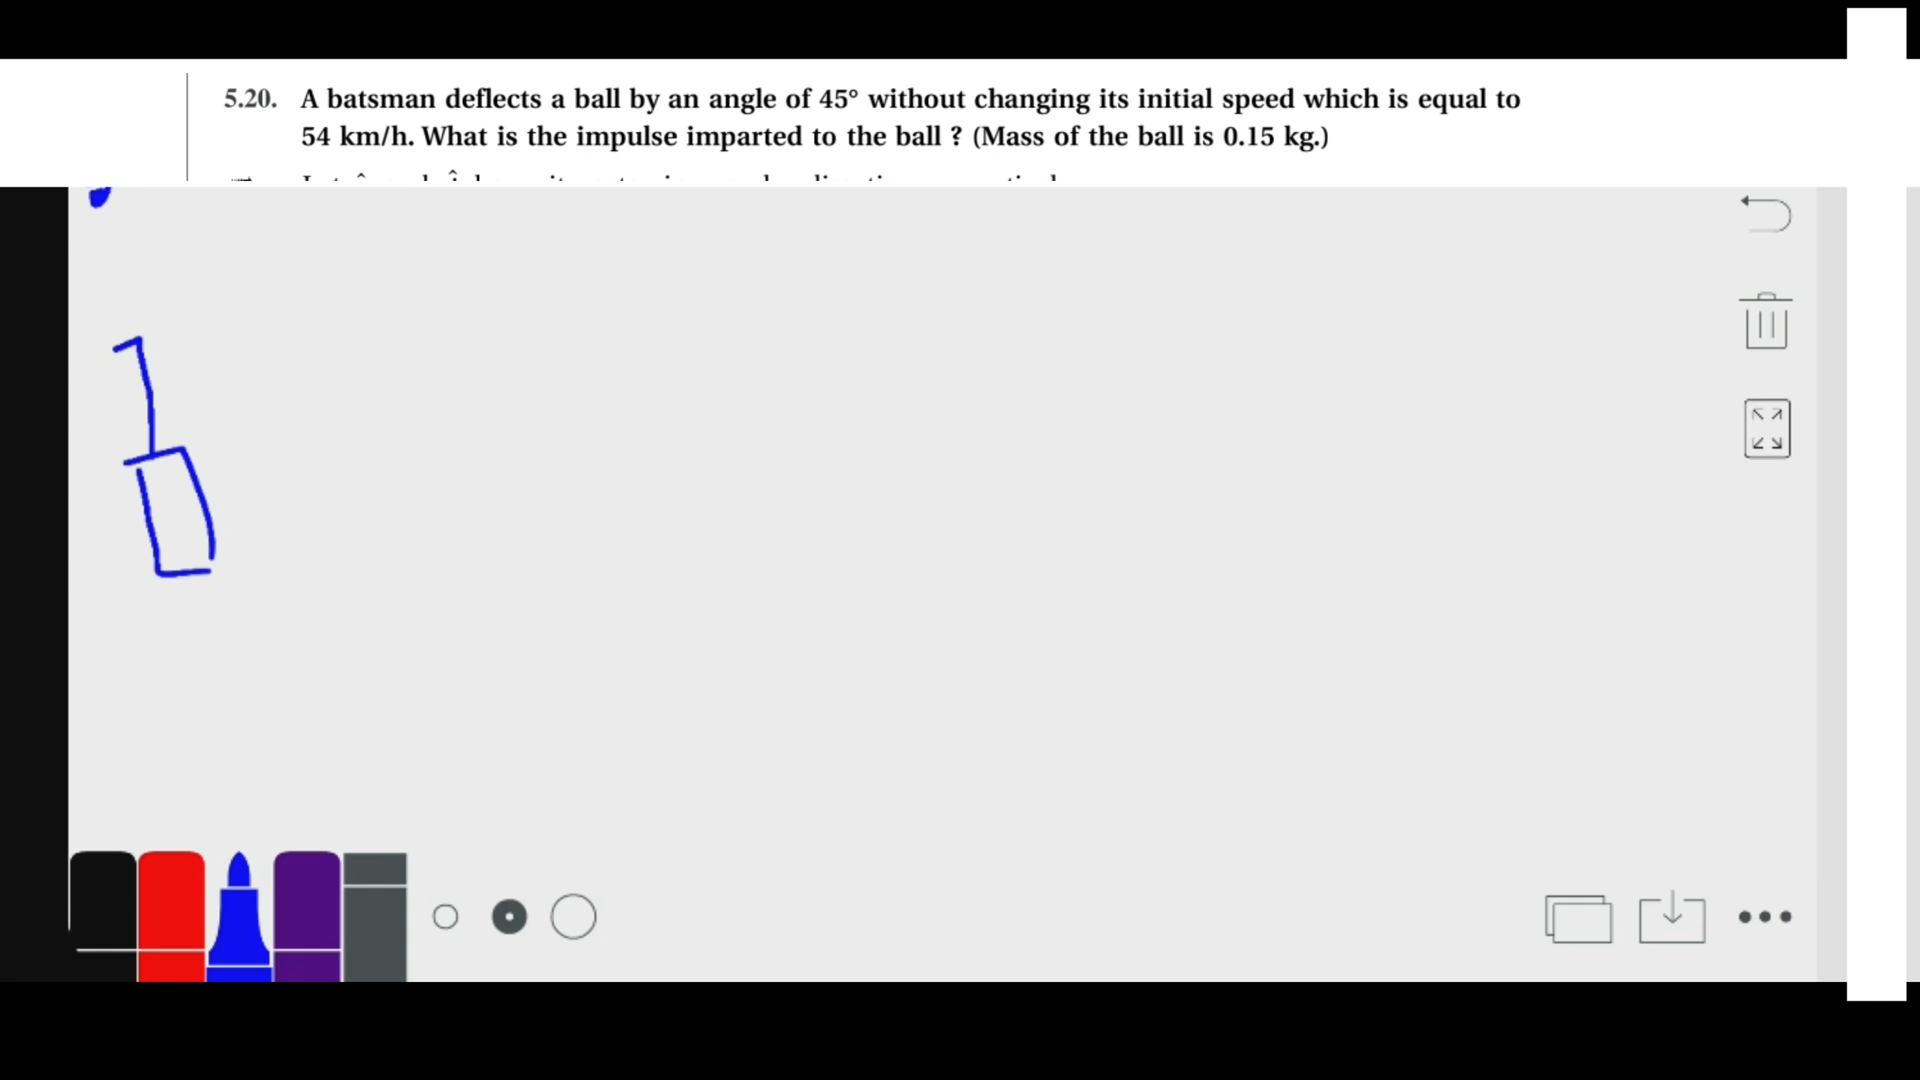 5.20. A batsman deflects a ball by an angle of 45° without changing its initial speed which is equal to
54 km/h. What is the impulse imparted to the ball ? (Mass of the ball is 0.15 kg.)